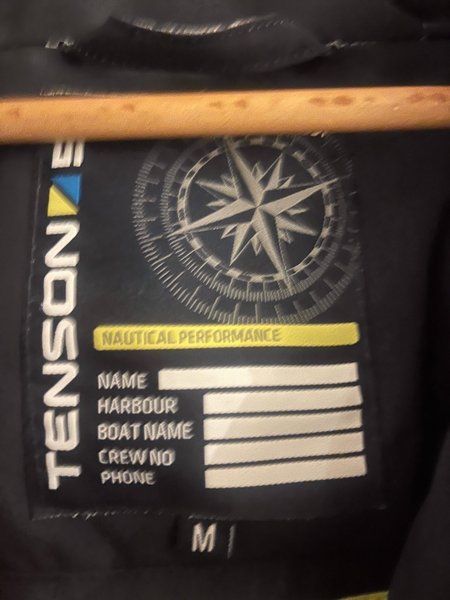 TENSON
NAUTICAL PERFORMANCE
NAME
HARBOUR
BOAT NAME
CREW NO
PHONE
M